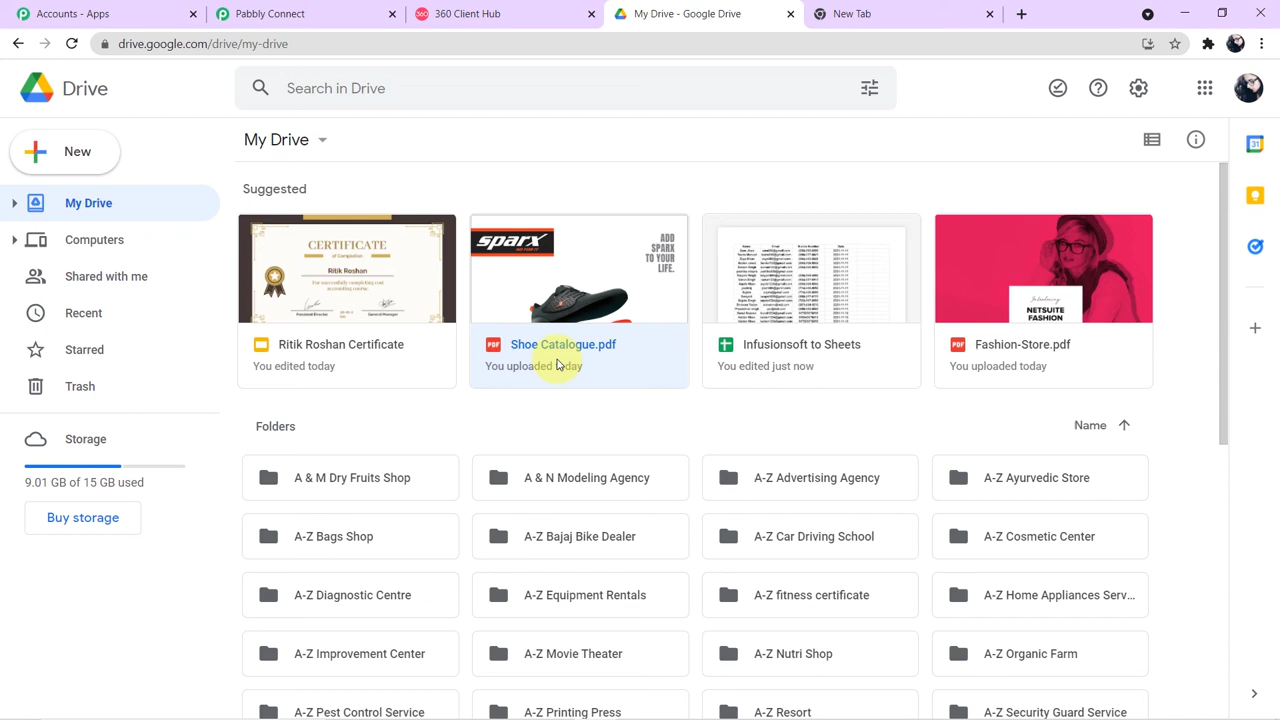 Accounts - Apps
Pabbly Connect
360 Client Hub
My Drive - Google Drive
New Tab
drive.google.com/drive/my-drive
Drive
Search in Drive
New
My Drive
Computers
Shared with me
Recent
Starred
Trash
Storage
9.01 GB of 15 GB used
Buy storage
My Drive
Suggested
CERTIFICATE
of Completion
Ritik Roshan
Ritik Roshan Certificate
You edited today
sparx
ADD
SPARX
TO YOUR
LIFE.
PDF
Shoe Catalogue.pdf
You uploaded today
Infusionsoft to Sheets
You edited just now
Introducing
NETSUITE
FASHION
PDF
Fashion-Store.pdf
You uploaded today
Folders
Name
A & M Dry Fruits Shop
A & N Modeling Agency
A-Z Advertising Agency
A-Z Ayurvedic Store
A-Z Bags Shop
A-Z Bajaj Bike Dealer
A-Z Car Driving School
A-Z Cosmetic Center
A-Z Diagnostic Centre
A-Z Equipment Rentals
A-Z fitness certificate
A-Z Home Appliances Serv...
A-Z Improvement Center
A-Z Movie Theater
A-Z Nutri Shop
A-Z Organic Farm
A-Z Pest Control Service
A-Z Printing Press
A-Z Resort
A-Z Security Guard Service
31